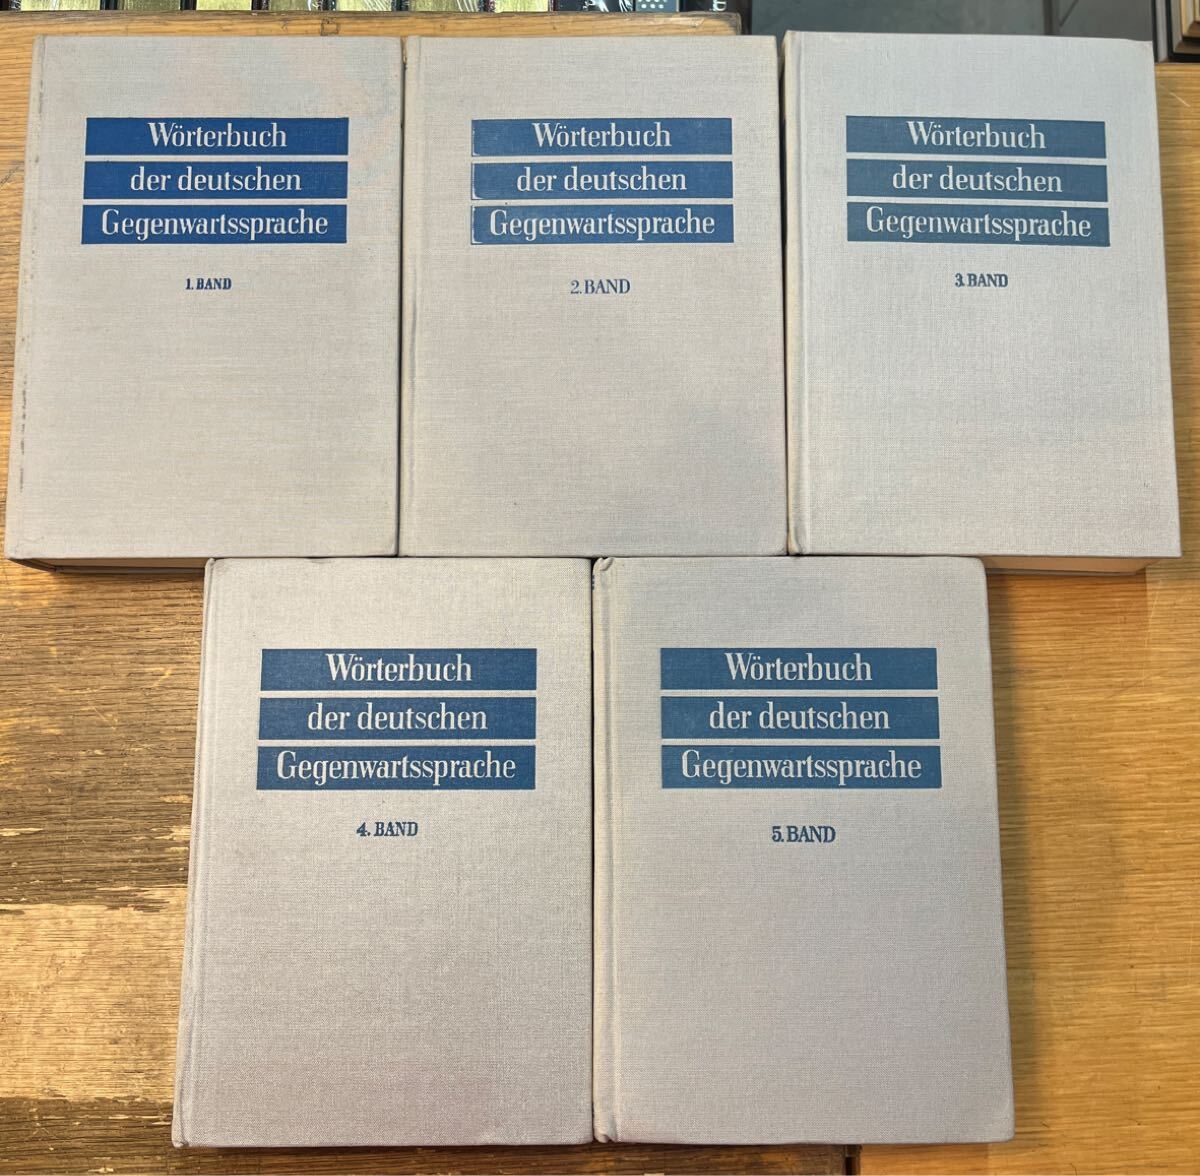 Wörterbuch
der deutschen
Gegenwartssprache
1. BAND
Wörterbuch
der deutschen
Gegenwartssprache
2. BAND
Wörterbuch
der deutschen
Gegenwartssprache
3. BAND
Wörterbuch
der deutschen
Gegenwartssprache
4. BAND
Wörterbuch
der deutschen
Gegenwartssprache
5. BAND